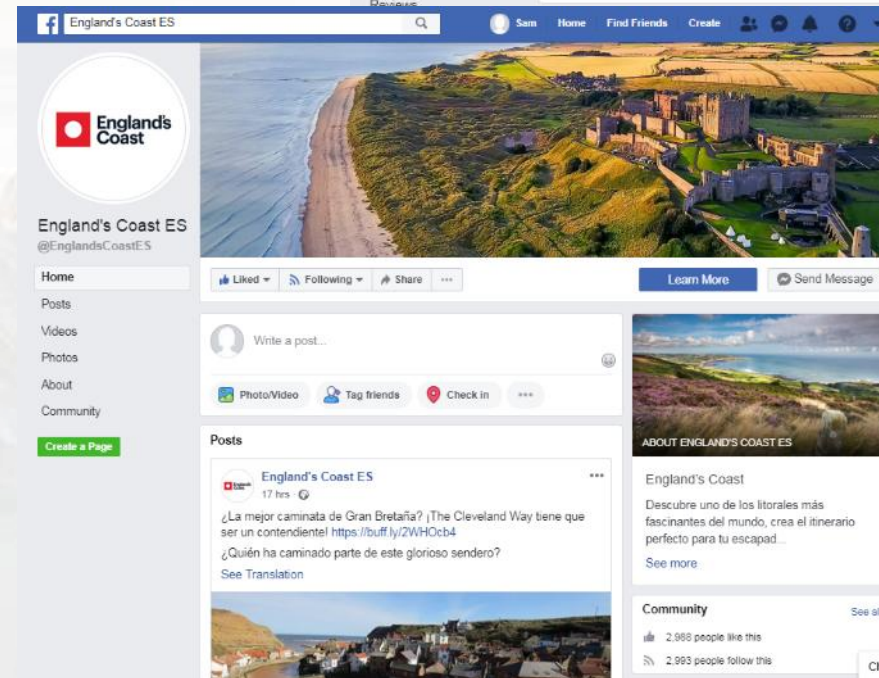 Reviews
England's Coast ES
Sam Home Find Friends Create
England's
Coast
England's Coast ES
@EnglandsCoastES
Home
Posts
Videos
Photos
About
Community
Create a Page
Liked Following Share
Learn More Send Message
Write a post...
Photo/Video Tag friends Check in
Posts
England's Coast ES
17 hrs
¿La mejor caminata de Gran Bretaña? ¡The Cleveland Way tiene que
ser un contendiente! https://buff.ly/2WHOcb4
¿Quién ha caminado parte de este glorioso sendero?
See Translation
ABOUT ENGLAND'S COAST ES
England's Coast
Descubre uno de los litorales más
fascinantes del mundo, crea el itinerario
perfecto para tu escapad...
See more
Community
See al
2,988 people like this
2,993 people follow this